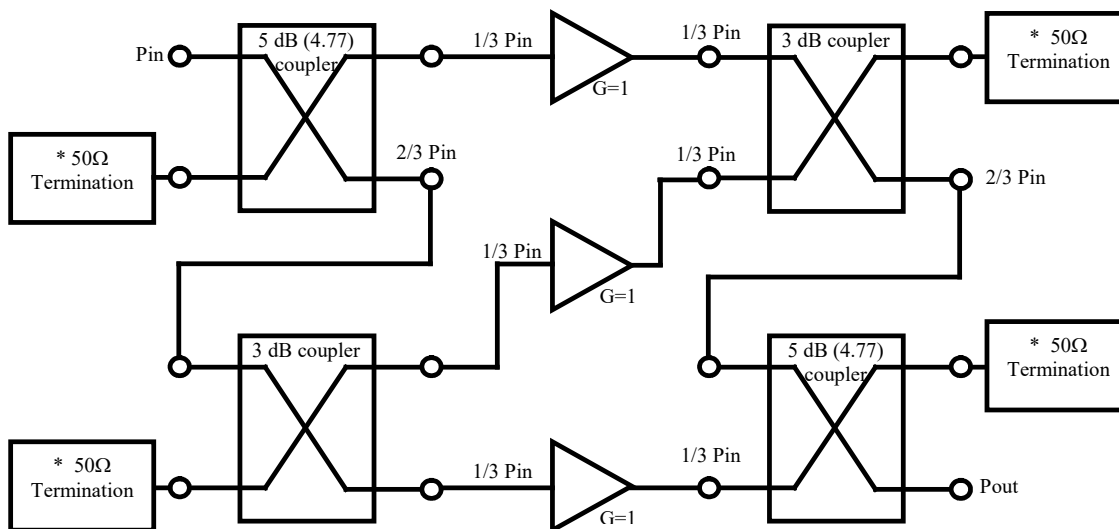 Pin
5 dB (4.77)
coupler
1/3 Pin
G=1
1/3 Pin
3 dB coupler
* 50Ω
Termination
* 50Ω
Termination
2/3 Pin
1/3 Pin
2/3 Pin
1/3 Pin
G=1
3 dB coupler
5 dB (4.77)
coupler
* 50Ω
Termination
* 50Ω
Termination
1/3 Pin
G=1
1/3 Pin
Pout